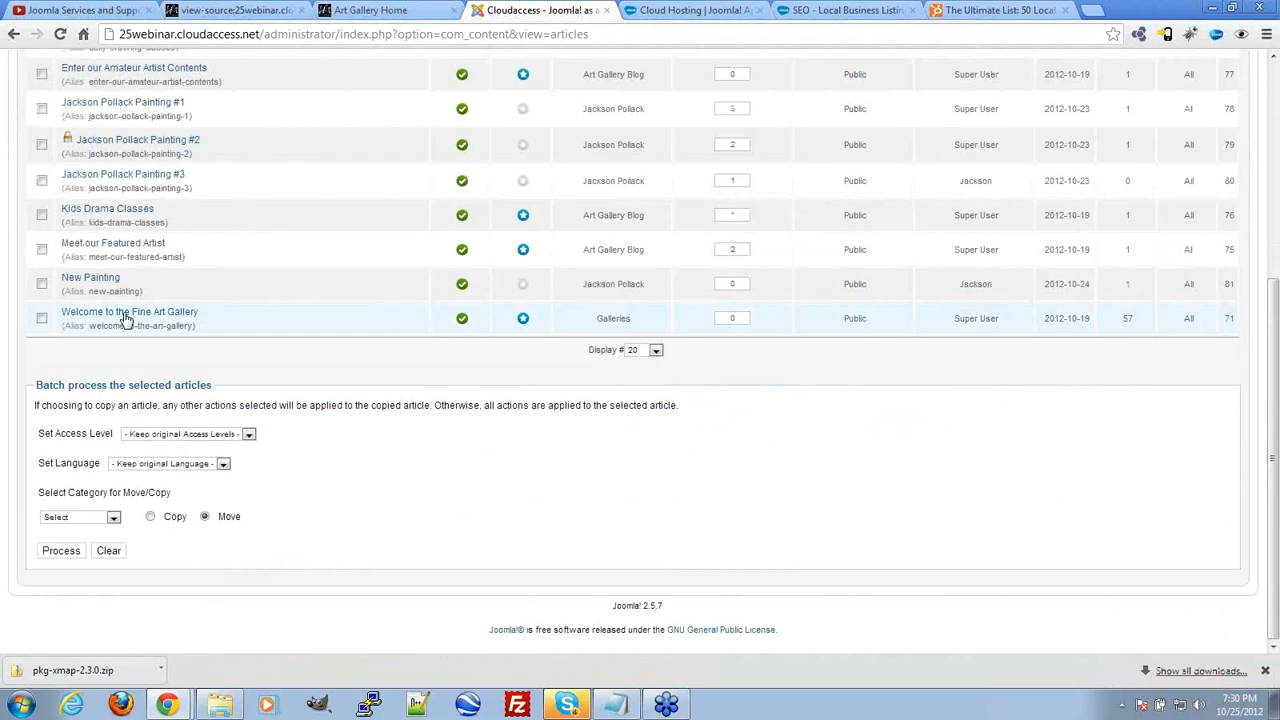 Joomla Services and Suppo
view-source:25webinar.clo
Art Gallery Home
Cloudaccess - Joomla! as a
Cloud Hosting | Joomla! Ap
SEO - Local Business Listing
The Ultimate List: 50 Local
25webinar.cloudaccess.net/administrator/index.php?option=com_content&view=articles
Enter our Amateur Artist Contents Art Gallery Blog 0 Public Super User 2012-10-19 1 All 77
(Alias: enter-our-amateur-artist-contents)
Jackson Pollack Painting #1 Jackson Pollack 3 Public Super User 2012-10-23 1 All 78
(Alias: jackson-pollack-painting-1)
Jackson Pollack Painting #2 Jackson Pollack 2 Public Super User 2012-10-23 1 All 79
(Alias: jackson-pollack-painting-2)
Jackson Pollack Painting #3 Jackson Pollack 1 Public Jackson 2012-10-23 0 All 80
(Alias: jackson-pollack-painting-3)
Kids Drama Classes Art Gallery Blog 1 Public Super User 2012-10-19 1 All 76
(Alias: kids-drama-classes)
Meet our Featured Artist Art Gallery Blog 2 Public Super User 2012-10-19 1 All 75
(Alias: meet-our-featured-artist)
New Painting Jackson Pollack 0 Public Jackson 2012-10-24 1 81
(Alias: new-painting)
Welcome to the Fine Art Gallery Galleries 0 Public Super User 2012-10-19 57 All 71
(Alias: welcome-to-the-art-gallery)
Display # 20
Batch process the selected articles
If choosing to copy an article, any other actions selected will be applied to the copied article. Otherwise, all actions are applied to the selected article.
Set Access Level - Keep original Access Levels -
Set Language - Keep original Language -
Select Category for Move/Copy
Select Copy Move
Process Clear
Joomla! 2.5.7
Joomla!® is free software released under the GNU General Public License.
pkg-xmap-2.3.0.zip
Show all downloads...
7:30 PM
10/25/2012